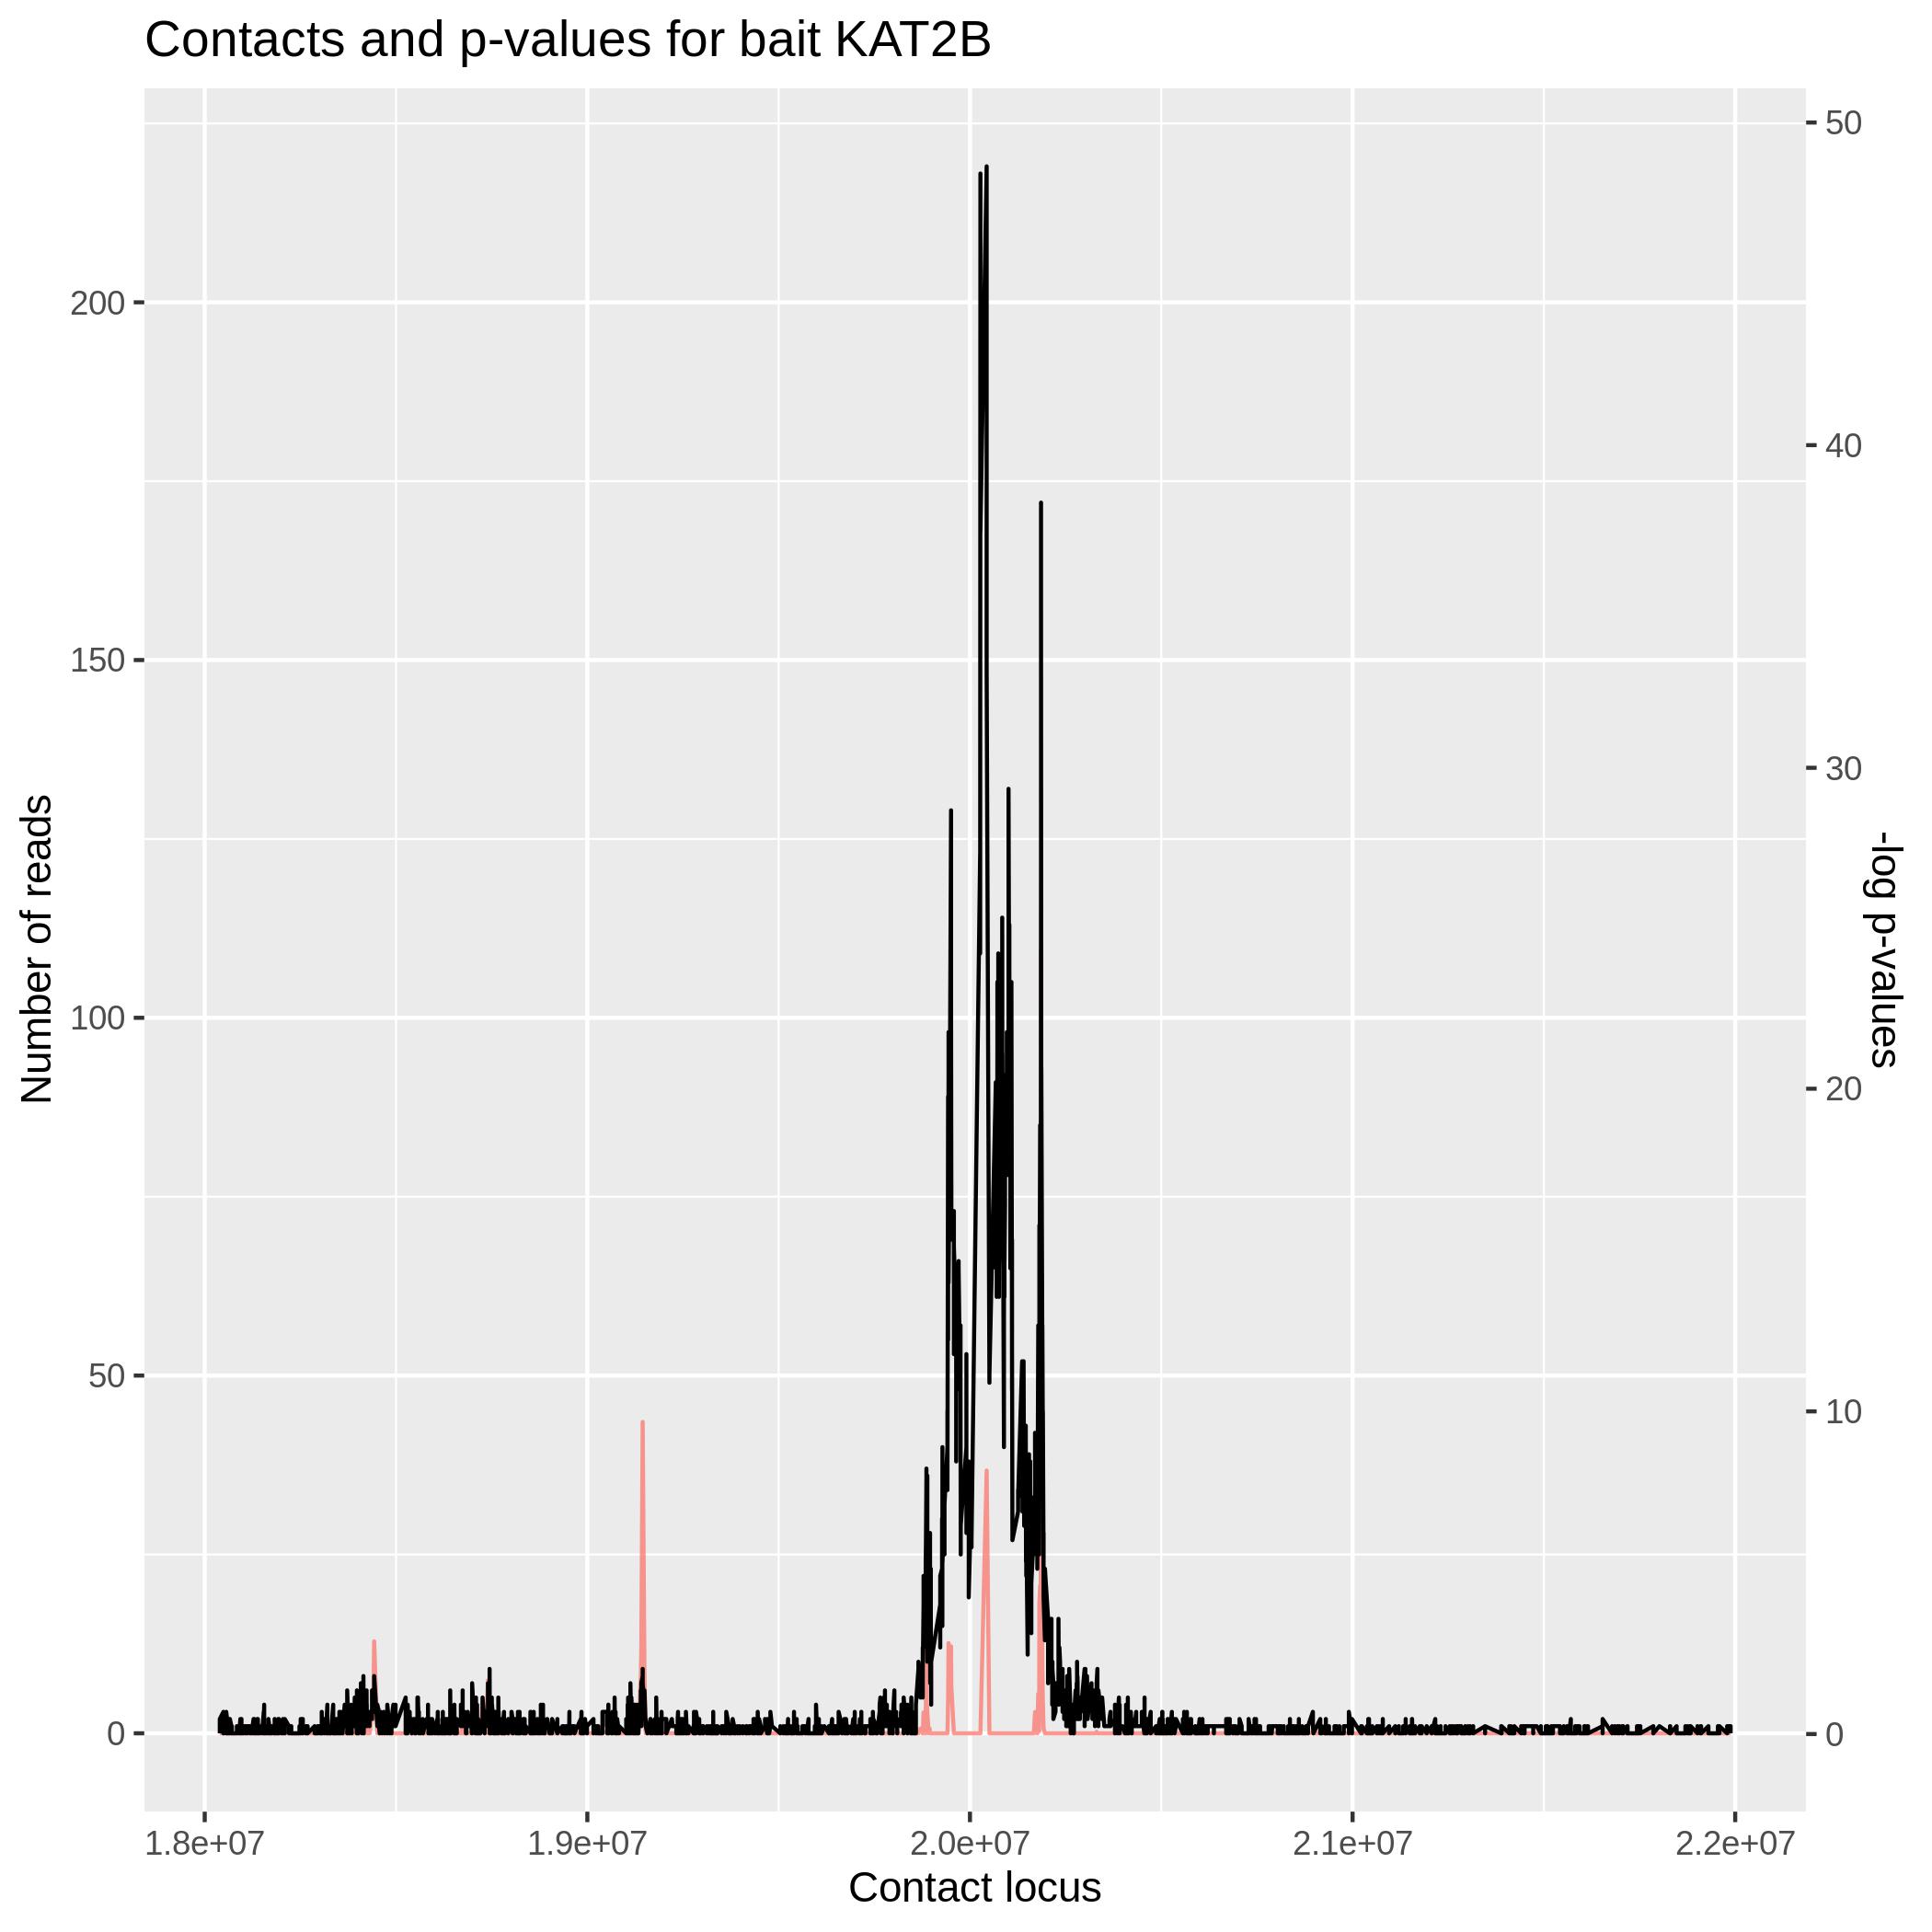 Contacts and p-values for bait KAT2B
50
200
40
150
30
Number of reads
-log p-values
100
20
50
10
0
0
1.8e+07 1.9e+07 2.0e+07 2.1e+07 2.2e+07
Contact locus